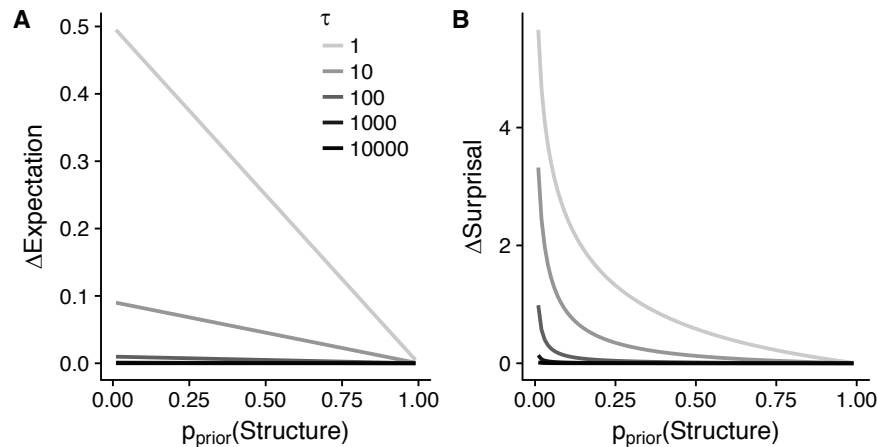 A
τ
1
10
100
1000
10000
ΔExpectation
0.5
0.4
0.3
0.2
0.1
0.0
0.00 0.25 0.50 0.75 1.00
pprior(Structure)
B
ΔSurprisal
4
2
0
0.00 0.25 0.50 0.75 1.00
pprior(Structure)